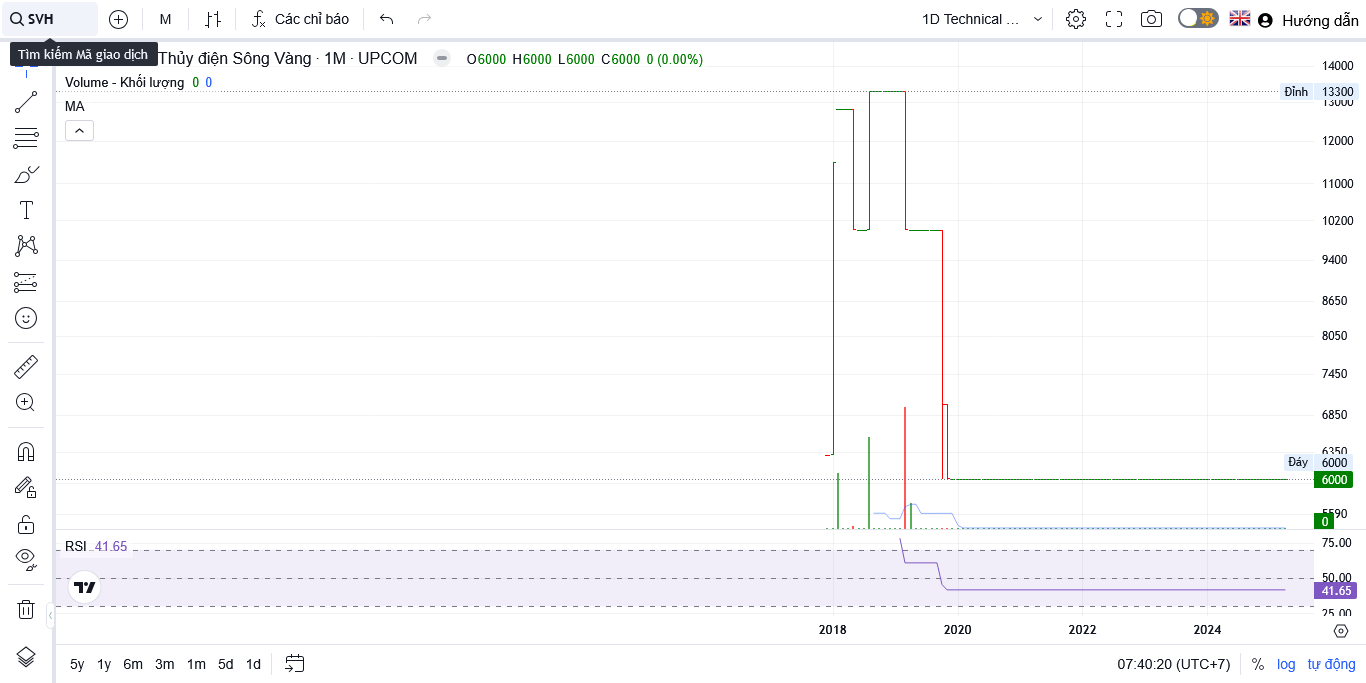 SVH
M
Các chỉ báo
1D Technical ...
Hướng dẫn
Tìm kiếm Mã giao dịch
Thủy điện Sông Vàng · 1M · UPCOM
O6000 H6000 L6000 C6000 0 (0.00%)
Volume - Khối lượng 0 0
MA
14000
Đỉnh 13300
13000
12000
11000
10200
9400
8650
8050
7450
6850
6350
Đáy 6000
6000
5590
0
RSI 41.65
75.00
50.00
41.65
25.00
2018 2020 2022 2024
5y 1y 6m 3m 1m 5d 1d
07:40:20 (UTC+7) % log tự động